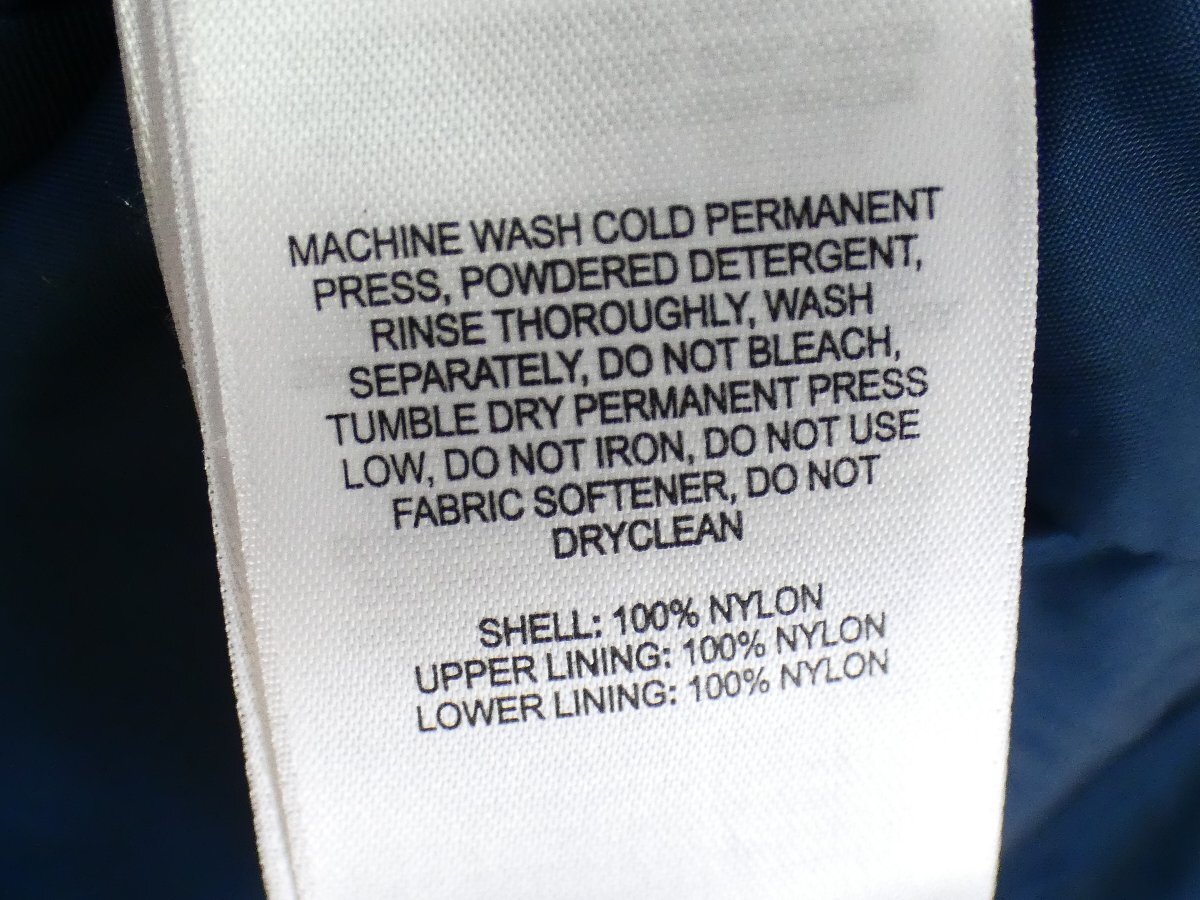 MACHINE WASH COLD PERMANENT
PRESS, POWDERED DETERGENT,
RINSE THOROUGHLY, WASH
SEPARATELY, DO NOT BLEACH,
TUMBLE DRY PERMANENT PRESS
LOW, DO NOT IRON, DO NOT USE
FABRIC SOFTENER, DO NOT
DRYCLEAN
SHELL: 100% NYLON
UPPER LINING: 100% NYLON
LOWER LINING: 100% NYLON